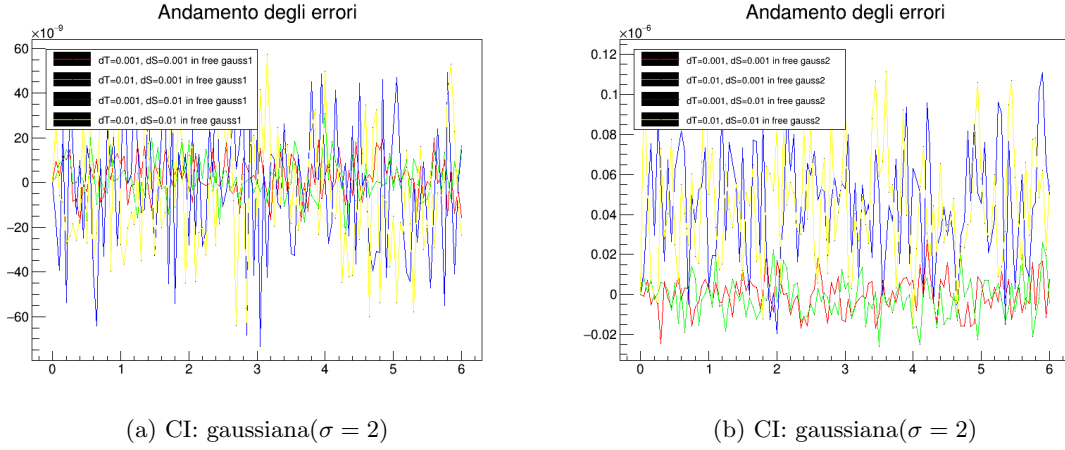 Andamento degli errori
×10⁻⁹
60
40
20
0
−20
−40
−60
0 1 2 3 4 5 6
dT=0.001, dS=0.001 in free gauss1
dT=0.01, dS=0.001 in free gauss1
dT=0.001, dS=0.01 in free gauss1
dT=0.01, dS=0.01 in free gauss1
(a) CI: gaussiana(σ = 2)
Andamento degli errori
×10⁻⁶
0.12
0.1
0.08
0.06
0.04
0.02
0
−0.02
0 1 2 3 4 5 6
dT=0.001, dS=0.001 in free gauss2
dT=0.01, dS=0.001 in free gauss2
dT=0.001, dS=0.01 in free gauss2
dT=0.01, dS=0.01 in free gauss2
(b) CI: gaussiana(σ = 2)